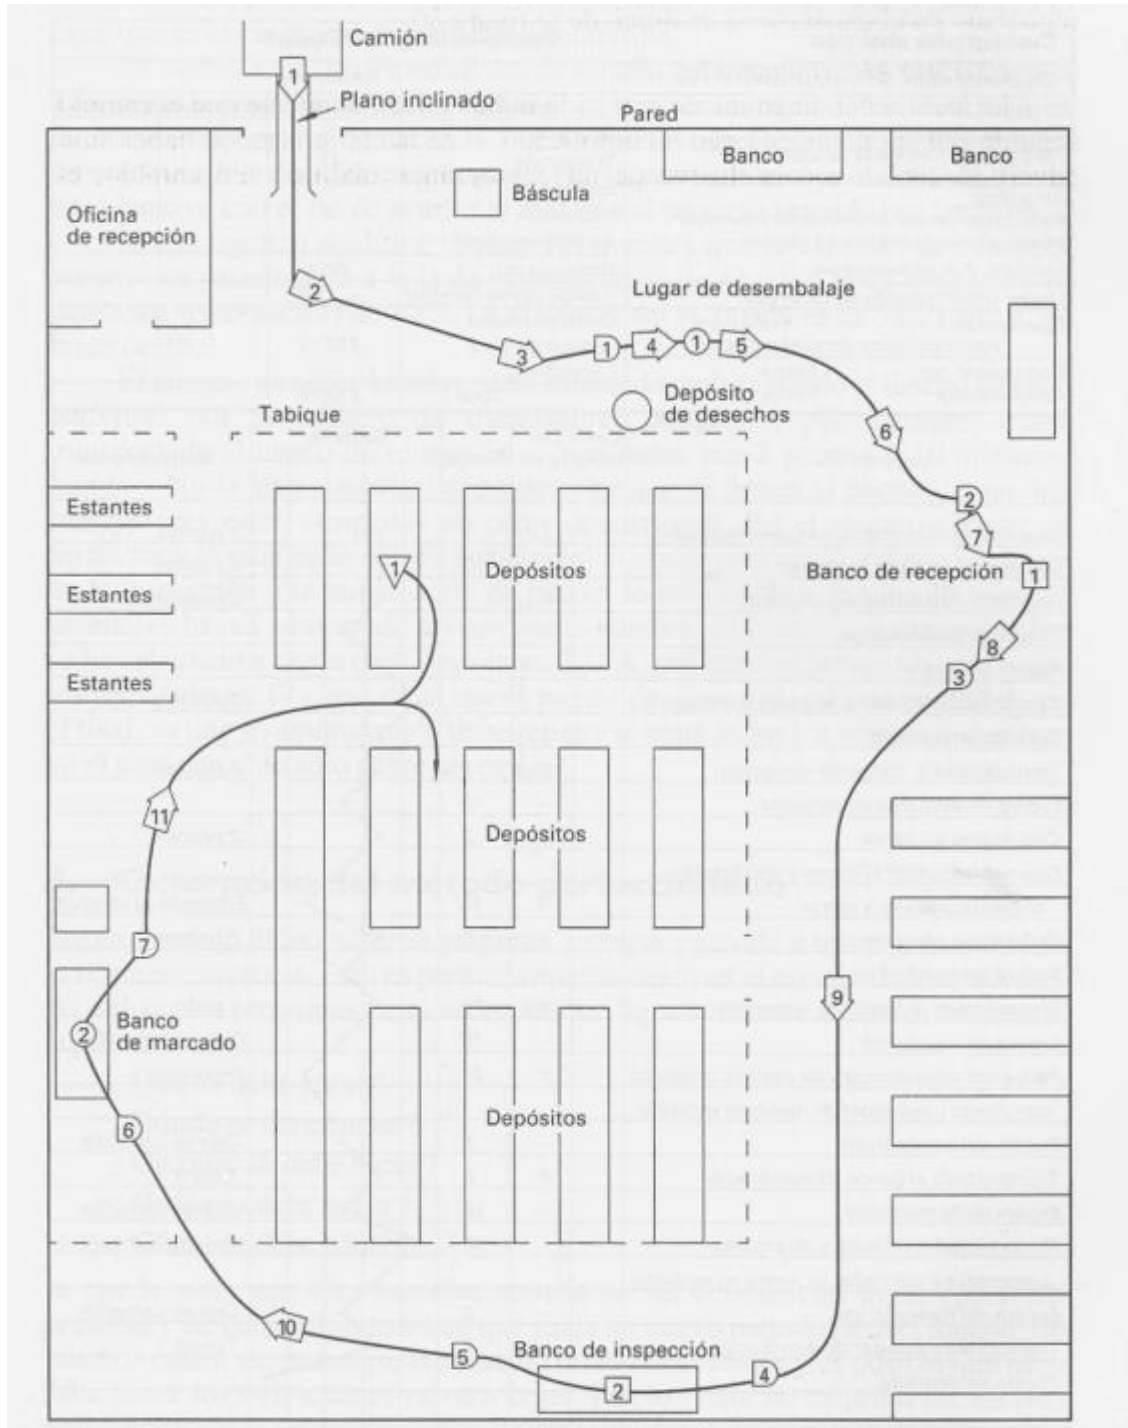 Camión
1
Plano inclinado
Pared
Banco
Banco
Báscula
Oficina
de recepción
2
Lugar de desembalaje
3
1
4
1
5
Depósito
de desechos
6
Tabique
2
Estantes
7
1
Depósitos
Banco de recepción
1
Estantes
8
3
Estantes
11
Depósitos
7
9
2
Banco
de marcado
6
Depósitos
10
5
Banco de inspección
4
2